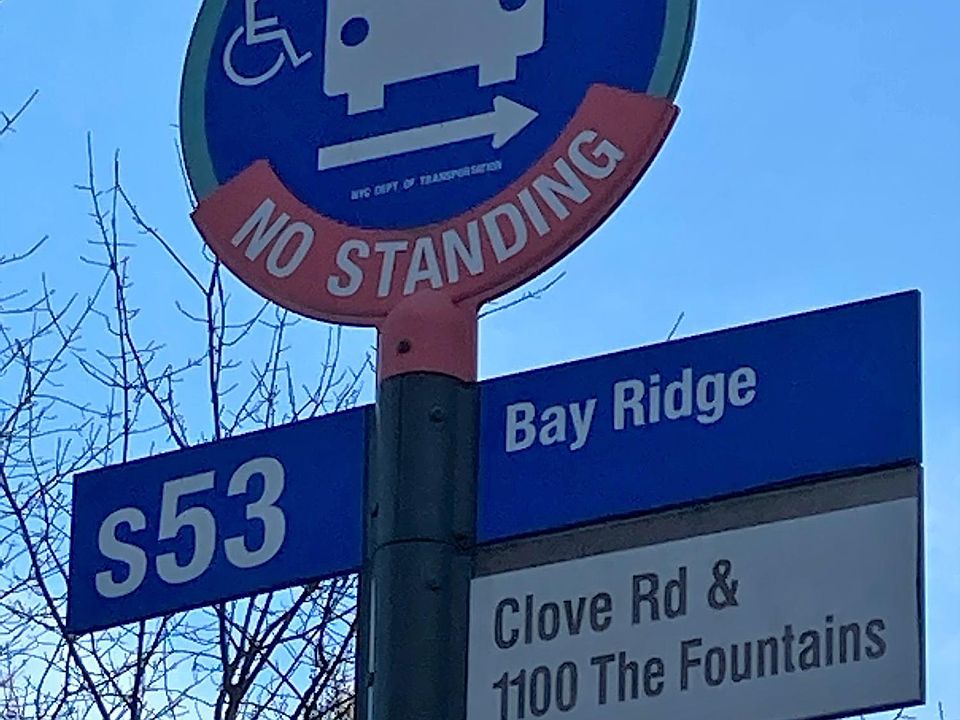 NYC DEPT OF TRANSPORTATION
NO STANDING
S53
Bay Ridge
Clove Rd &
1100 The Fountains